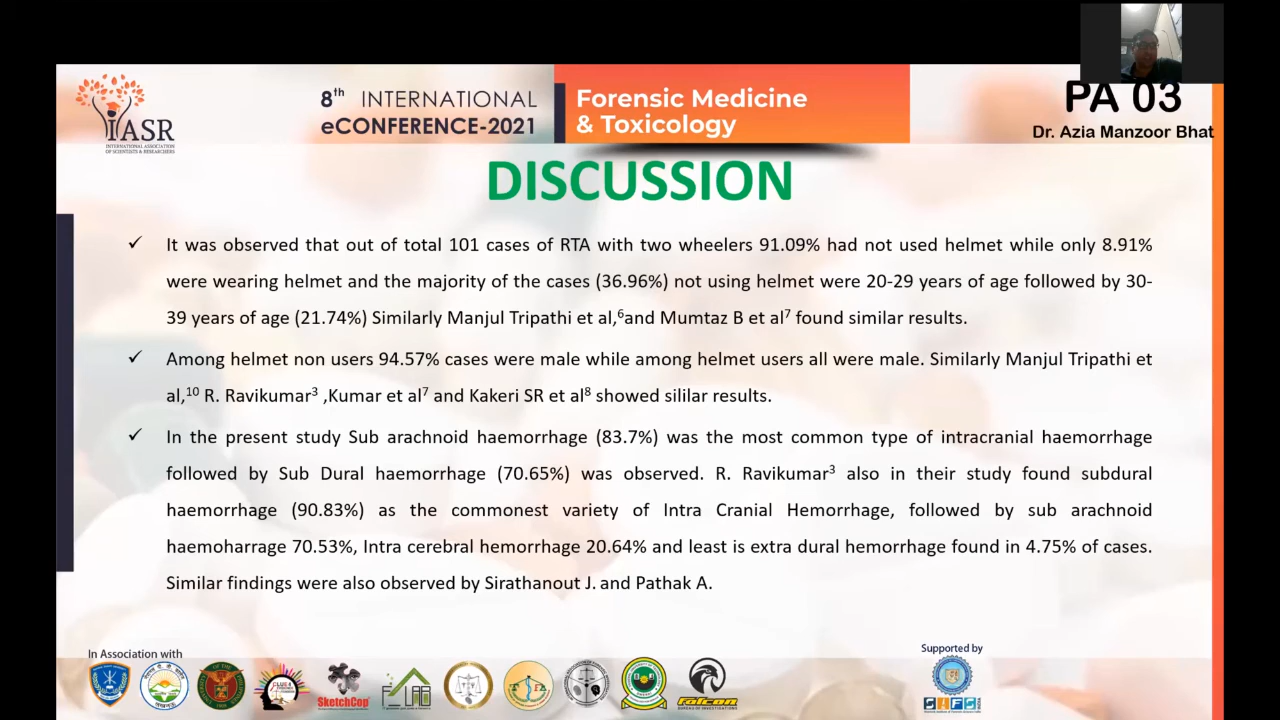 8th INTERNATIONAL
eCONFERENCE-2021
Forensic Medicine
& Toxicology
PA 03
Dr. Azia Manzoor Bhat
IASR
INTERNATIONAL ASSOCIATION
OF SCIENTISTS & RESEARCHERS
DISCUSSION
✓ It was observed that out of total 101 cases of RTA with two wheelers 91.09% had not used helmet while only 8.91%
were wearing helmet and the majority of the cases (36.96%) not using helmet were 20-29 years of age followed by 30-
39 years of age (21.74%) Similarly Manjul Tripathi et al,6and Mumtaz B et al7 found similar results.
✓ Among helmet non users 94.57% cases were male while among helmet users all were male. Similarly Manjul Tripathi et
al,10 R. Ravikumar3 ,Kumar et al7 and Kakeri SR et al8 showed sililar results.
✓ In the present study Sub arachnoid haemorrhage (83.7%) was the most common type of intracranial haemorrhage
followed by Sub Dural haemorrhage (70.65%) was observed. R. Ravikumar3 also in their study found subdural
haemorrhage (90.83%) as the commonest variety of Intra Cranial Hemorrhage, followed by sub arachnoid
haemoharrage 70.53%, Intra cerebral hemorrhage 20.64% and least is extra dural hemorrhage found in 4.75% of cases.
Similar findings were also observed by Sirathanout J. and Pathak A.
In Association with
Supported by
SketchCop
LAB
Falcon
BUREAU OF INVESTIGATIONS
SIFS